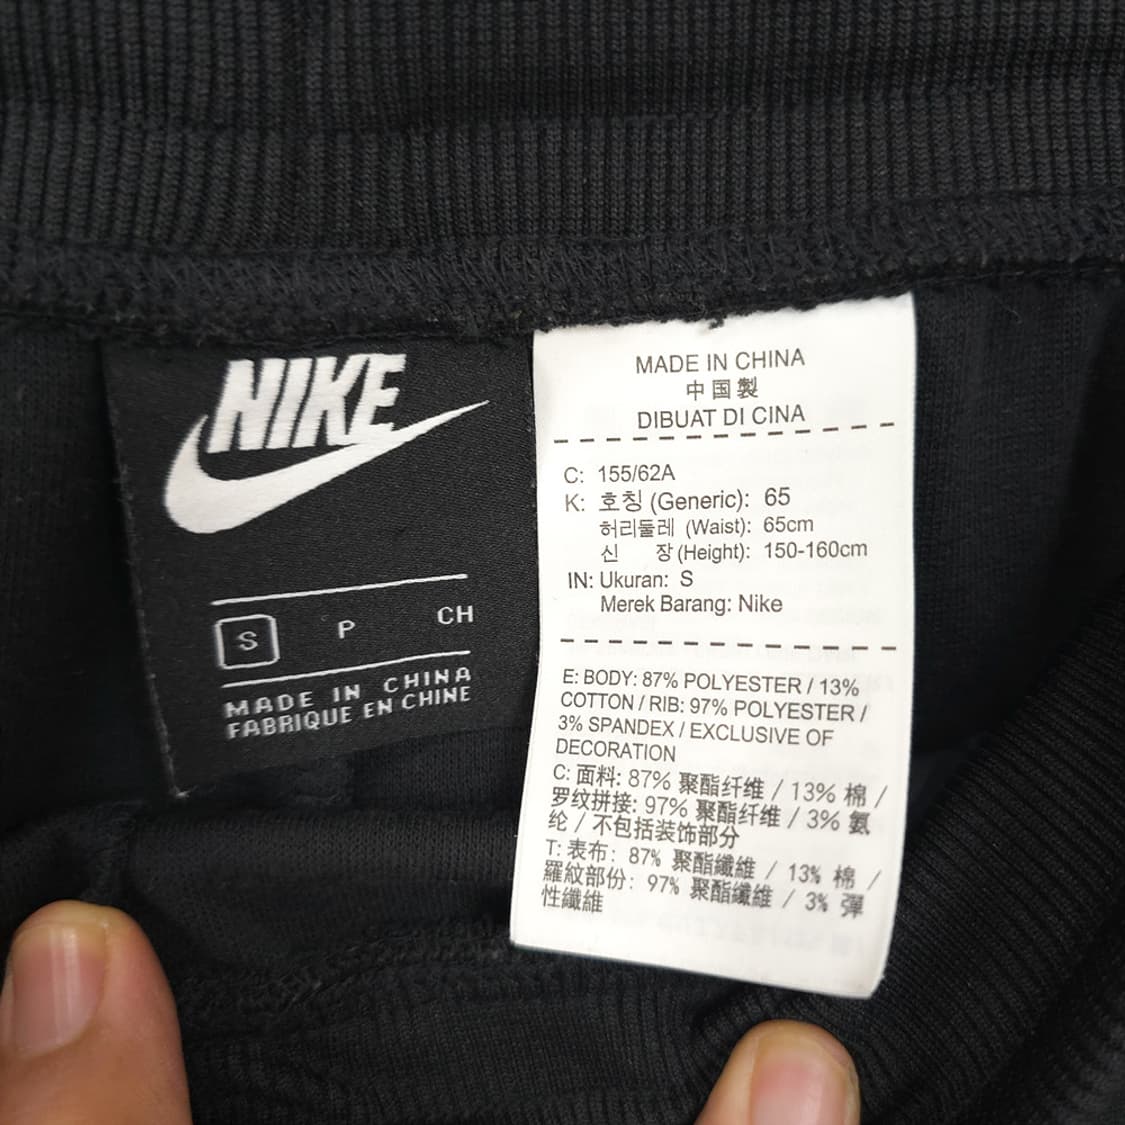 NIKE
S P CH
MADE IN CHINA
FABRIQUE EN CHINE
MADE IN CHINA
中国製
DIBUAT DI CINA
C: 155/62A
K: 호칭 (Generic): 65
허리둘레 (Waist): 65cm
신 장 (Height): 150-160cm
IN: Ukuran: S
Merek Barang: Nike
E: BODY: 87% POLYESTER / 13%
COTTON / RIB: 97% POLYESTER /
3% SPANDEX / EXCLUSIVE OF
DECORATION
C: 面料: 87% 聚酯纤维 / 13% 棉 /
罗纹拼接: 97% 聚酯纤维 / 3% 氨
纶 / 不包括装饰部分
T: 表布: 87% 聚酯纖維 / 13% 棉 /
羅紋部份: 97% 聚酯纖維 / 3% 彈
性纖維